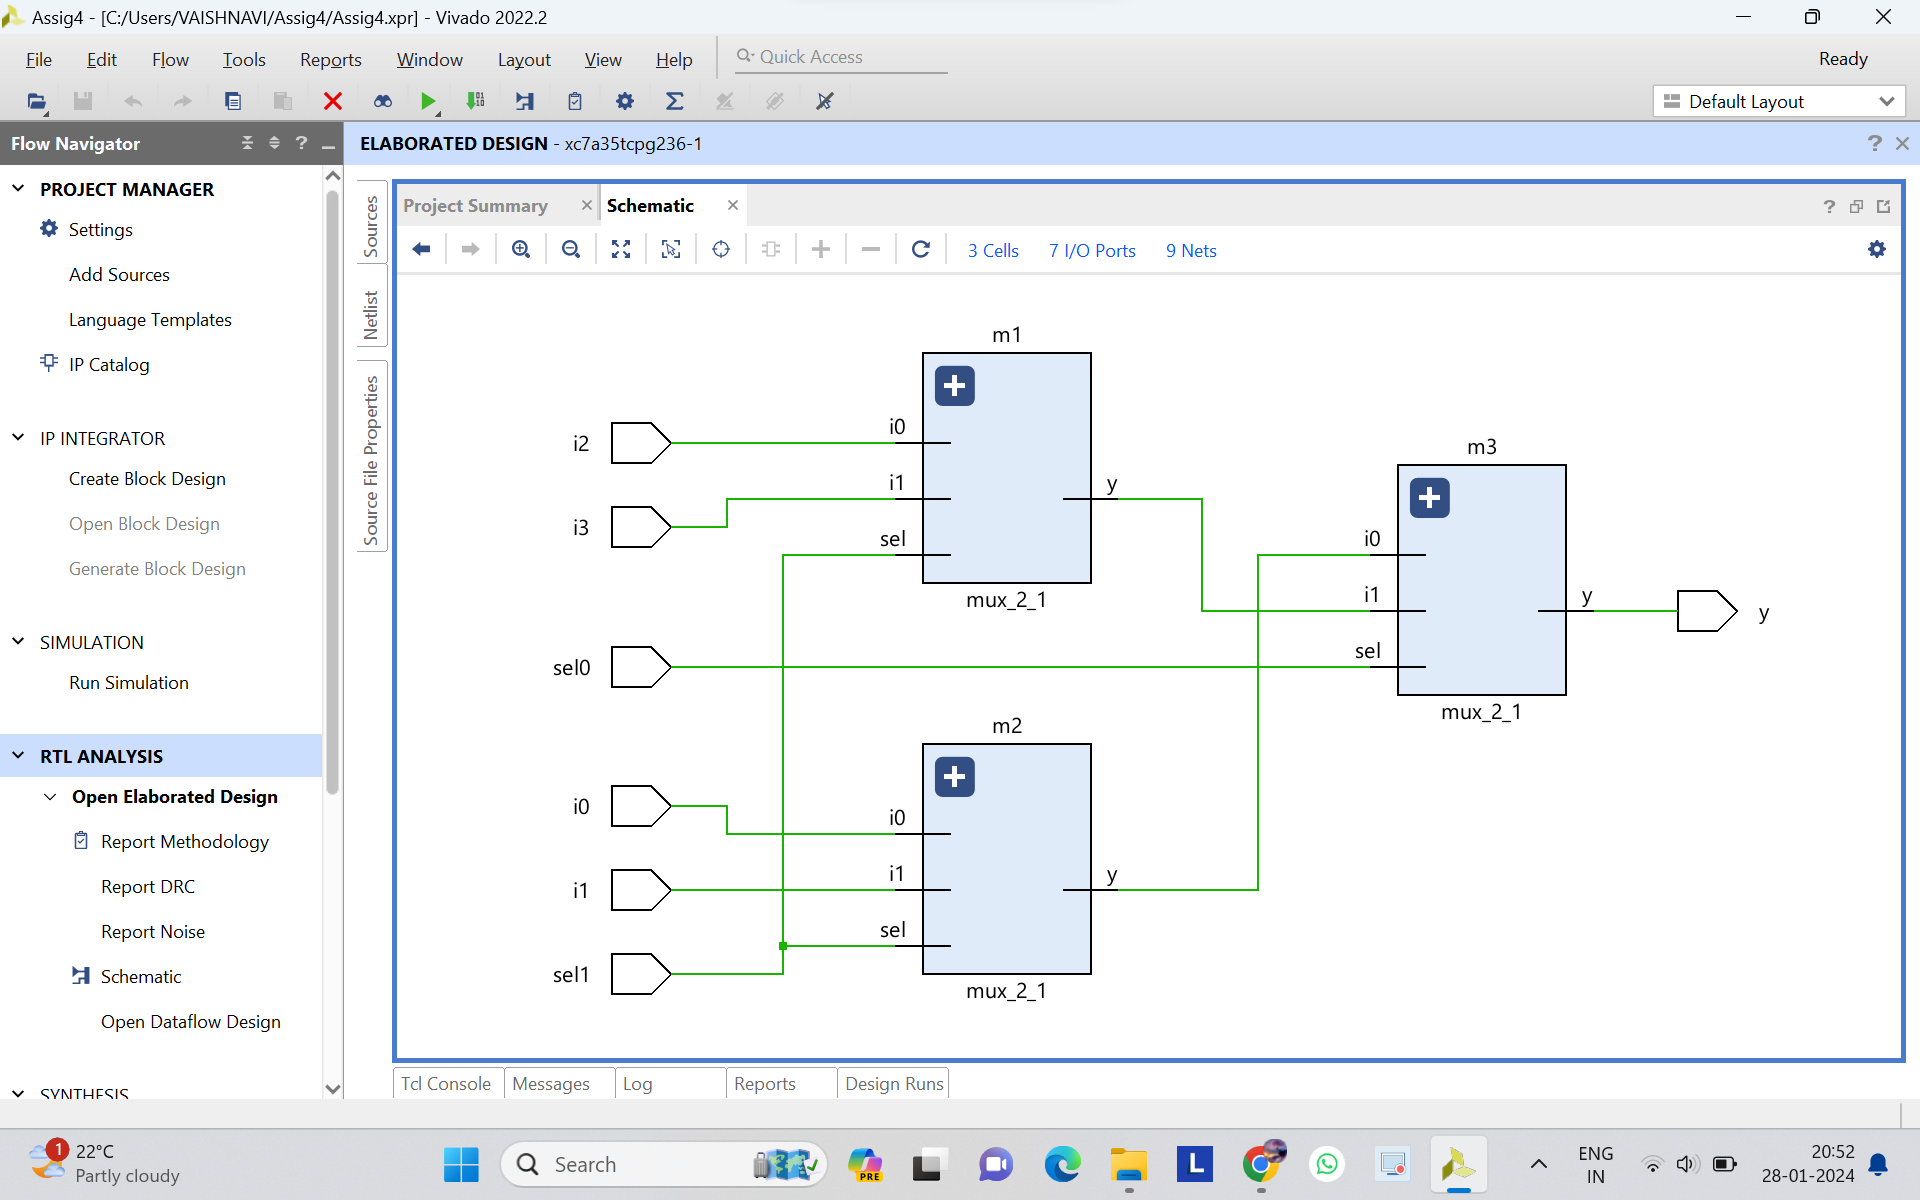 Assig4 - [C:/Users/VAISHNAVI/Assig4/Assig4.xpr] - Vivado 2022.2
File Edit Flow Tools Reports Window Layout View Help Quick Access Ready
Default Layout
Flow Navigator
ELABORATED DESIGN - xc7a35tcpg236-1
PROJECT MANAGER
Settings
Add Sources
Language Templates
IP Catalog
IP INTEGRATOR
Create Block Design
Open Block Design
Generate Block Design
SIMULATION
Run Simulation
RTL ANALYSIS
Open Elaborated Design
Report Methodology
Report DRC
Report Noise
Schematic
Open Dataflow Design
SYNTHESIS
Sources
Netlist
Source File Properties
Project Summary Schematic
3 Cells 7 I/O Ports 9 Nets
m1
i2 i0
i3 i1 y
sel
mux_2_1
m3
i0
i1 y y
sel
mux_2_1
sel0
m2
i0 i0
i1 i1 y
sel
sel1
mux_2_1
Tcl Console Messages Log Reports Design Runs
1 22°C
Partly cloudy
Search
PRE
L
ENG
IN
20:52
28-01-2024